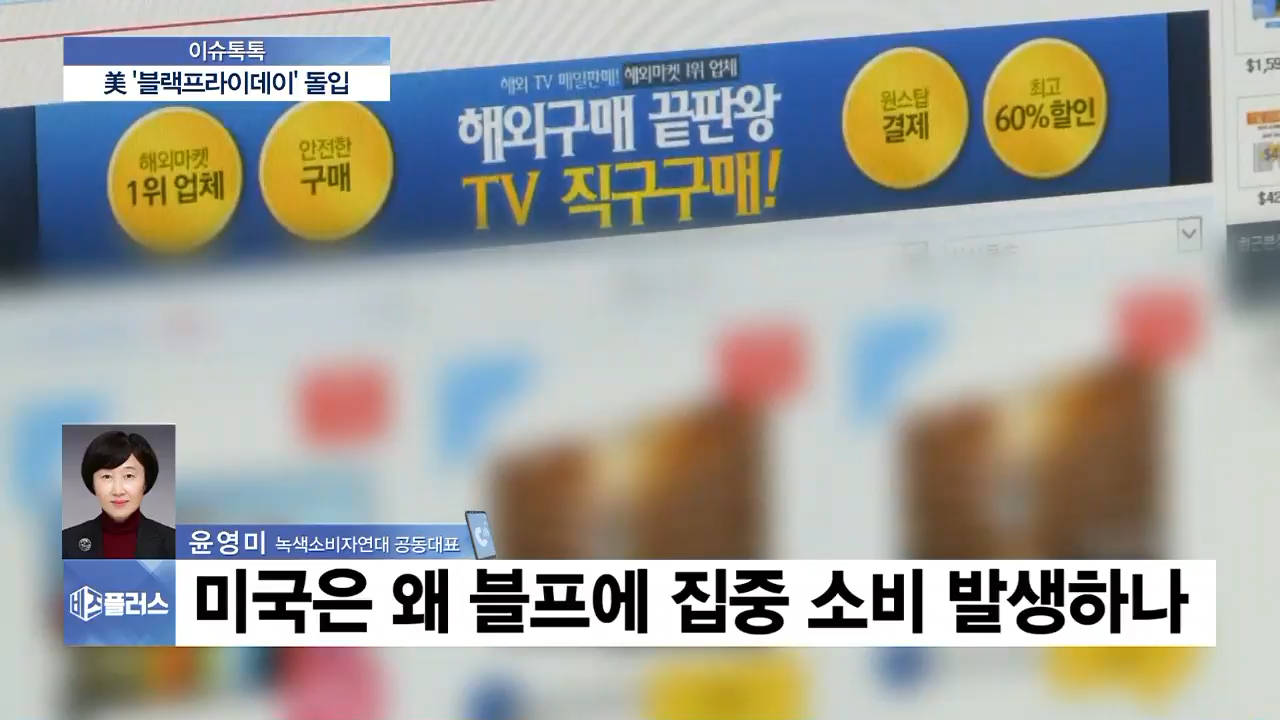 이슈톡톡
美 '블랙프라이데이' 돌입
해외 TV 매일판매! 해외마켓 1위 업체
해외구매 끝판왕
TV 직구구매!
해외마켓
1위 업체
안전한
구매
원스탑
결제
최고
60%할인
윤영미 녹색소비자연대 공동대표
비즈플러스
미국은 왜 블프에 집중 소비 발생하나